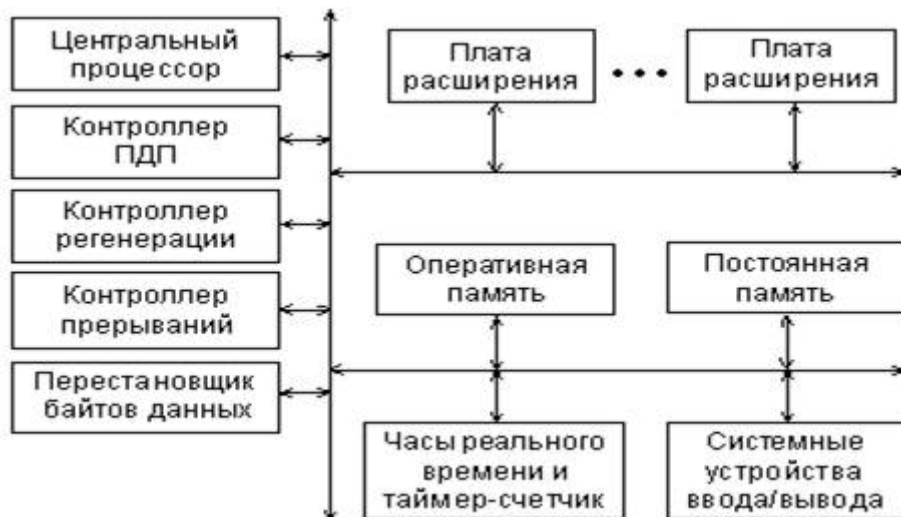 Центральный
процессор
Контроллер
ПДП
Контроллер
регенерации
Контроллер
прерываний
Перестановщик
байтов данных
Плата
расширения
• • •
Плата
расширения
Оперативная
память
Постоянная
память
Часы реального
времени и
таймер-счетчик
Системные
устройства
ввода/вывода